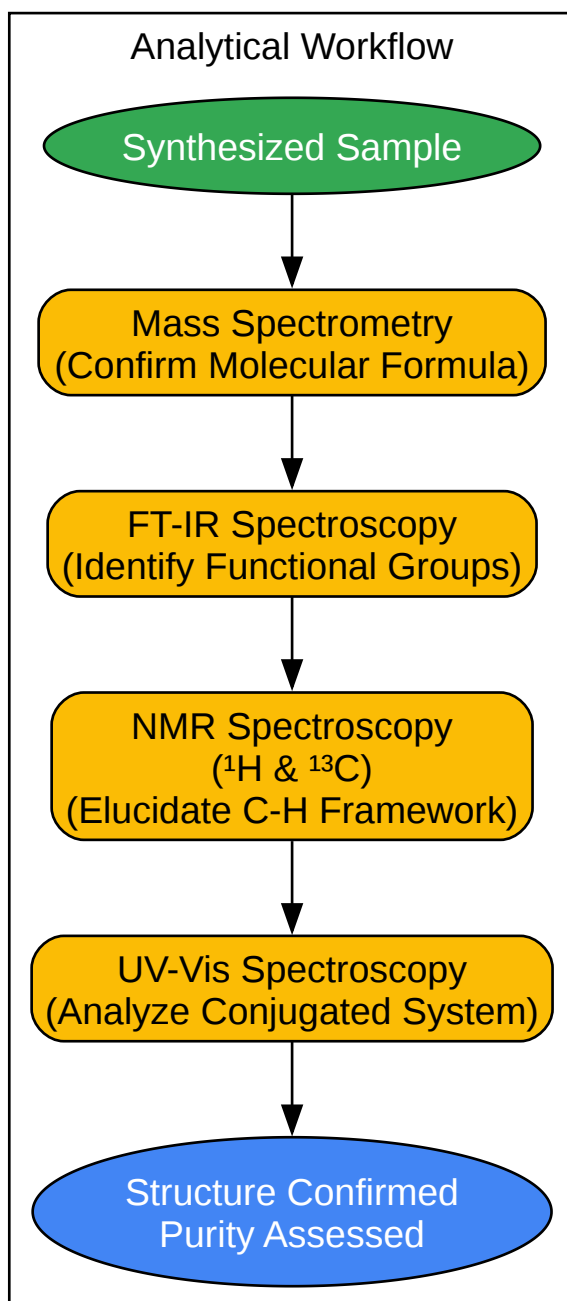 Analytical Workflow
Synthesized Sample
Mass Spectrometry
(Confirm Molecular Formula)
FT-IR Spectroscopy
(Identify Functional Groups)
NMR Spectroscopy
(¹H & ¹³C)
(Elucidate C-H Framework)
UV-Vis Spectroscopy
(Analyze Conjugated System)
Structure Confirmed
Purity Assessed